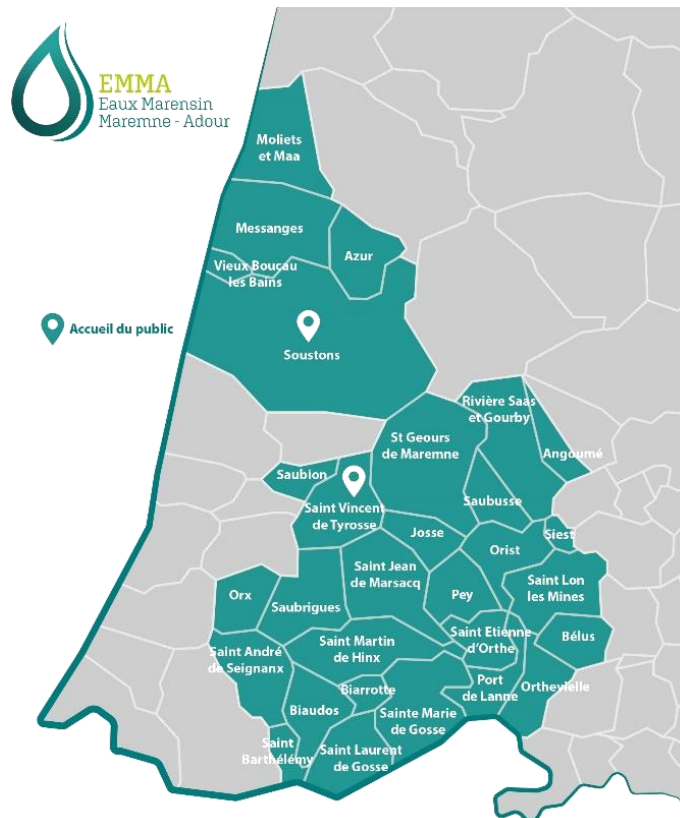 EMMA
Eaux Marensin
Maremne - Adour
Moliets
et Maa
Messanges
Azur
Vieux Boucau
les Bains
Accueil du public
Soustons
Rivière Saas
et Gourby
St Geours
de Maremne
Angoumé
Saubion
Saubusse
Saint Vincent
de Tyrosse
Josse
Siest
Orist
Saint Jean
de Marsacq
Saint Lon
les Mines
Orx
Pey
Saubrigues
Saint Etienne
d'Orthe
Bélus
Saint Martin
de Hinx
Saint André
de Seignanx
Port
de Lanne
Orthevielle
Biarrotte
Biaudos
Sainte Marie
de Gosse
Saint
Barthélémy
Saint Laurent
de Gosse